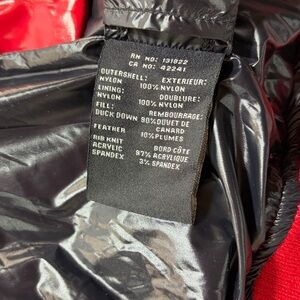 RN NO: 131822
CA NO: 42241
OUTERSHELL: EXTERIEUR:
NYLON 100% NYLON
LINING: DOUBLURE:
NYLON 100% NYLON
FILL: REMBOURRAGE:
DUCK DOWN 90% DUVET DE
CANARD
FEATHER 10% PLUMES
RIB KNIT BORD CÔTE
ACRYLIC 97% ACRYLIQUE
SPANDEX 3% SPANDEX